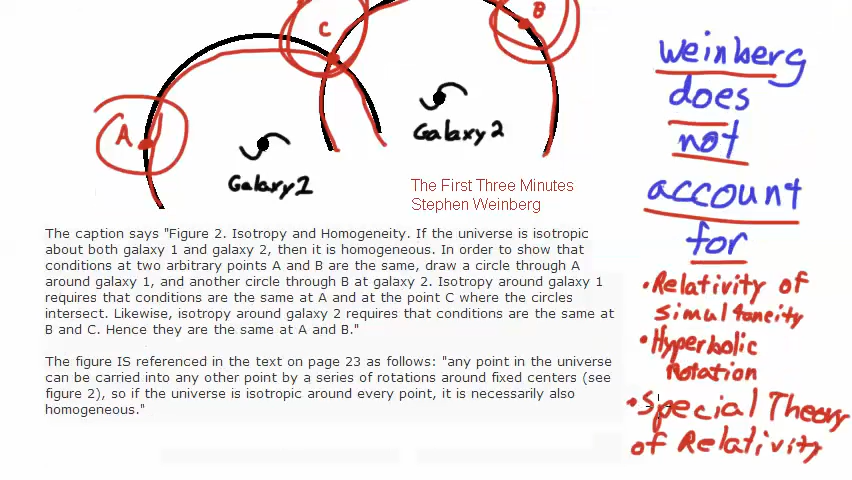 C
B
A
Galaxy 2
Galaxy 1
The First Three Minutes
Stephen Weinberg
The caption says "Figure 2. Isotropy and Homogeneity. If the universe is isotropic
about both galaxy 1 and galaxy 2, then it is homogeneous. In order to show that
conditions at two arbitrary points A and B are the same, draw a circle through A
around galaxy 1, and another circle through B at galaxy 2. Isotropy around galaxy 1
requires that conditions are the same at A and at the point C where the circles
intersect. Likewise, isotropy around galaxy 2 requires that conditions are the same at
B and C. Hence they are the same at A and B."
The figure IS referenced in the text on page 23 as follows: "any point in the universe
can be carried into any other point by a series of rotations around fixed centers (see
figure 2), so if the universe is isotropic around every point, it is necessarily also
homogeneous."
weinberg
does
not
account
for
• Relativity of
simultaneity
• Hyperbolic
Rotation
• Special Theory
of Relativity